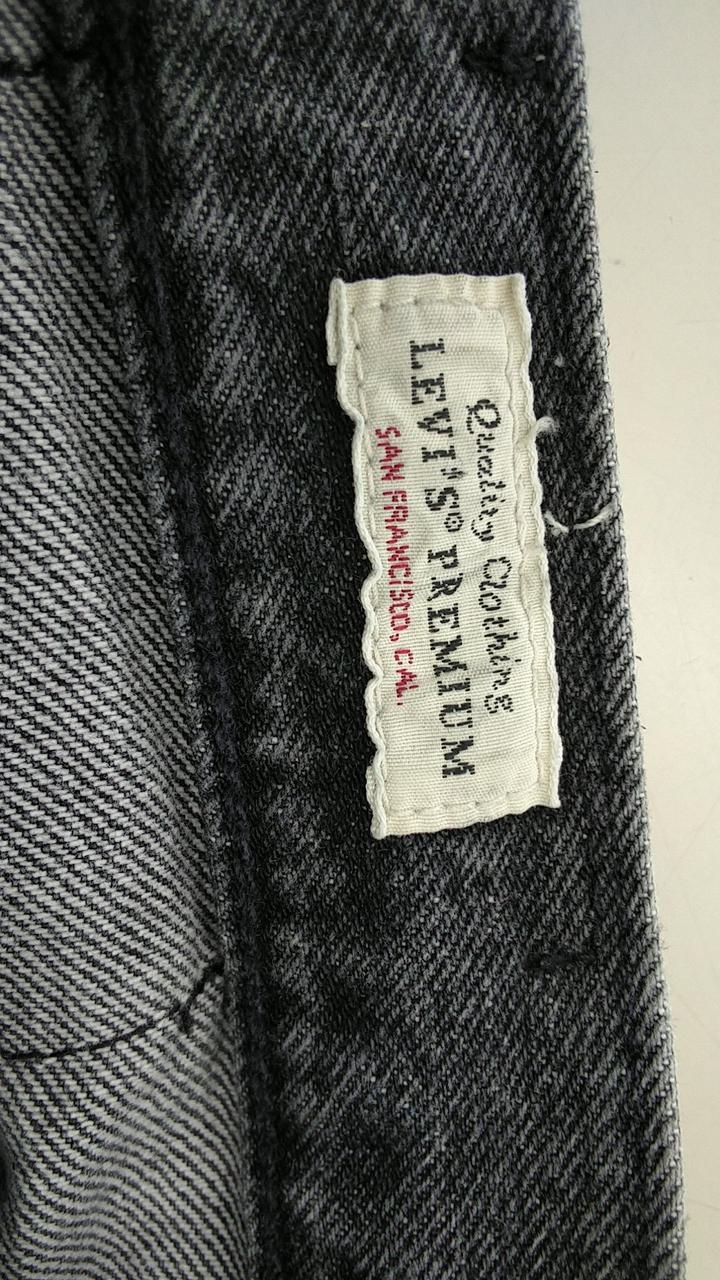 Quality Clothing
LEVI'S® PREMIUM
SAN FRANCISCO, CAL.